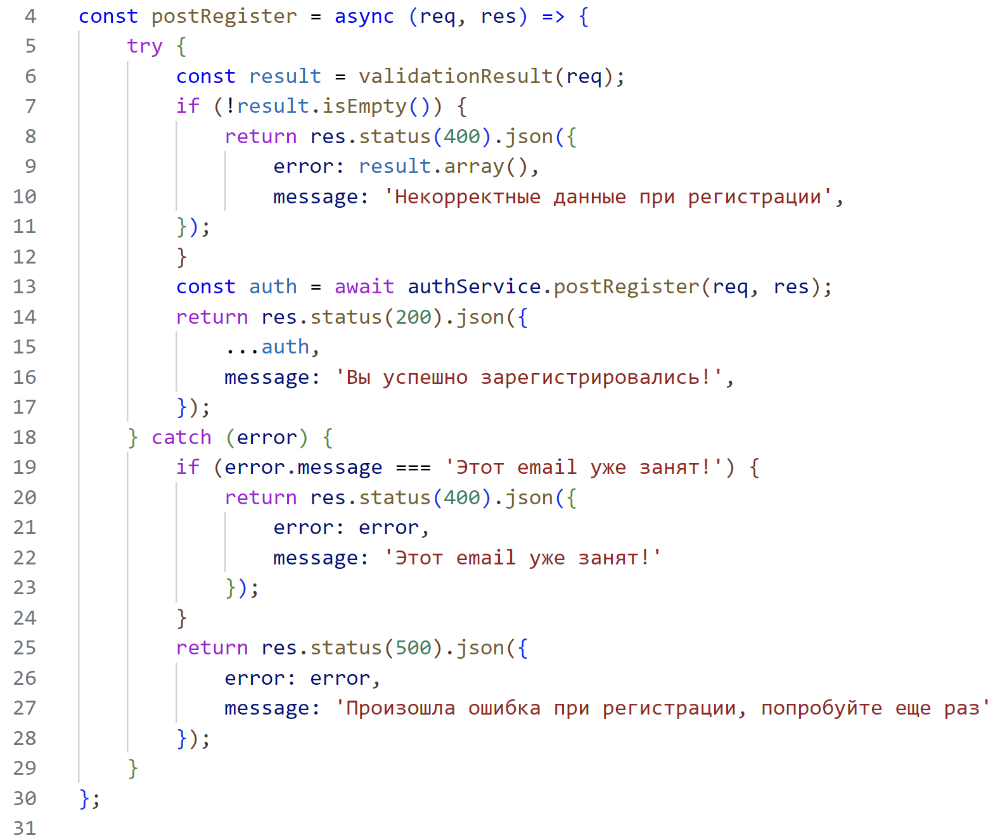 4 const postRegister = async (req, res) => {
5 try {
6 const result = validationResult(req);
7 if (!result.isEmpty()) {
8 return res.status(400).json({
9 error: result.array(),
10 message: 'Некорректные данные при регистрации',
11 });
12 }
13 const auth = await authService.postRegister(req, res);
14 return res.status(200).json({
15 ...auth,
16 message: 'Вы успешно зарегистрировались!',
17 });
18 } catch (error) {
19 if (error.message === 'Этот email уже занят!') {
20 return res.status(400).json({
21 error: error,
22 message: 'Этот email уже занят!'
23 });
24 }
25 return res.status(500).json({
26 error: error,
27 message: 'Произошла ошибка при регистрации, попробуйте еще раз'
28 });
29 }
30 };
31